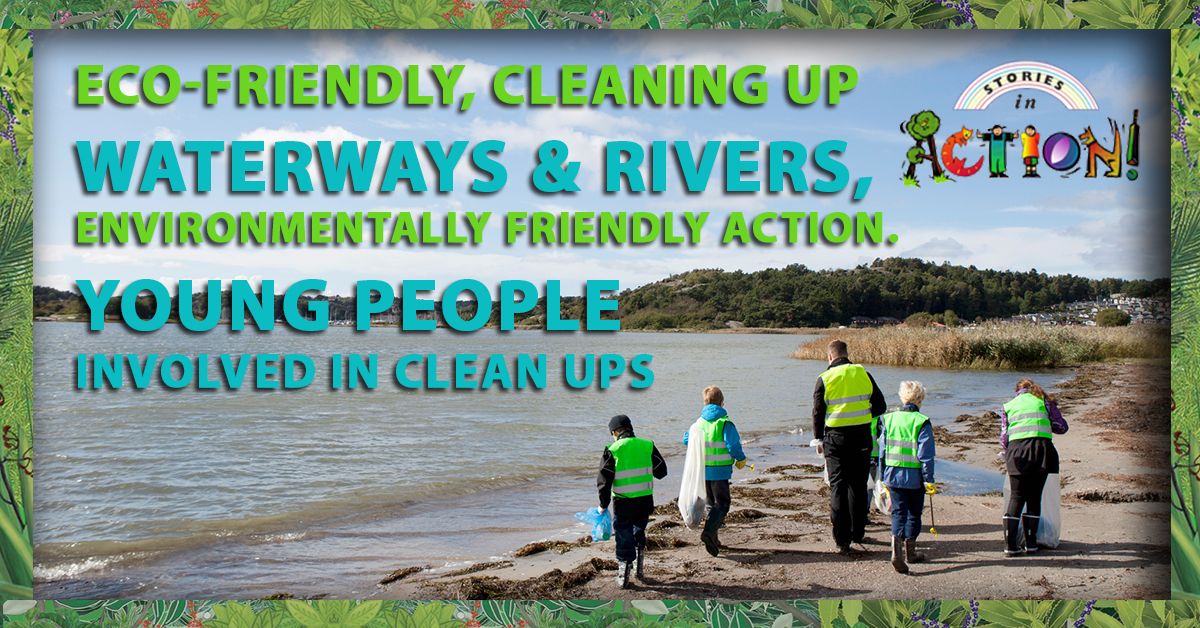 ECO-FRIENDLY, CLEANING UP
WATERWAYS & RIVERS,
ENVIRONMENTALLY FRIENDLY ACTION.
YOUNG PEOPLE
INVOLVED IN CLEAN UPS
STORIES
in
ACTION!